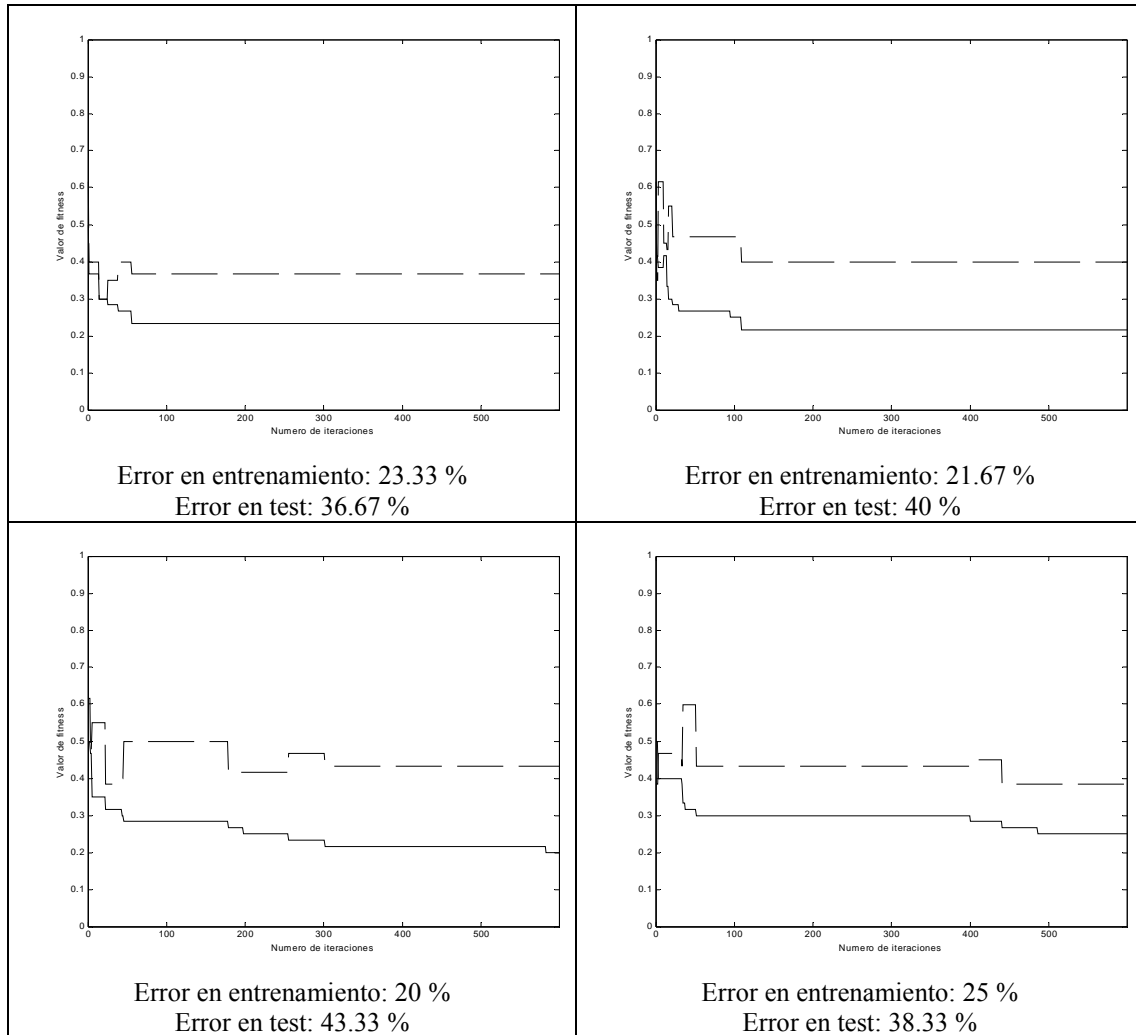 1
0.9
0.8
0.7
0.6
0.5
0.4
0.3
0.2
0.1
0
Valor de fitness
0 100 200 300 400 500
Numero de iteraciones
Error en entrenamiento: 23.33 %
Error en test: 36.67 %
1
0.9
0.8
0.7
0.6
0.5
0.4
0.3
0.2
0.1
0
Valor de fitness
0 100 200 300 400 500
Numero de iteraciones
Error en entrenamiento: 21.67 %
Error en test: 40 %
1
0.9
0.8
0.7
0.6
0.5
0.4
0.3
0.2
0.1
0
Valor de fitness
0 100 200 300 400 500
Numero de iteraciones
Error en entrenamiento: 20 %
Error en test: 43.33 %
1
0.9
0.8
0.7
0.6
0.5
0.4
0.3
0.2
0.1
0
Valor de fitness
0 100 200 300 400 500
Numero de iteraciones
Error en entrenamiento: 25 %
Error en test: 38.33 %